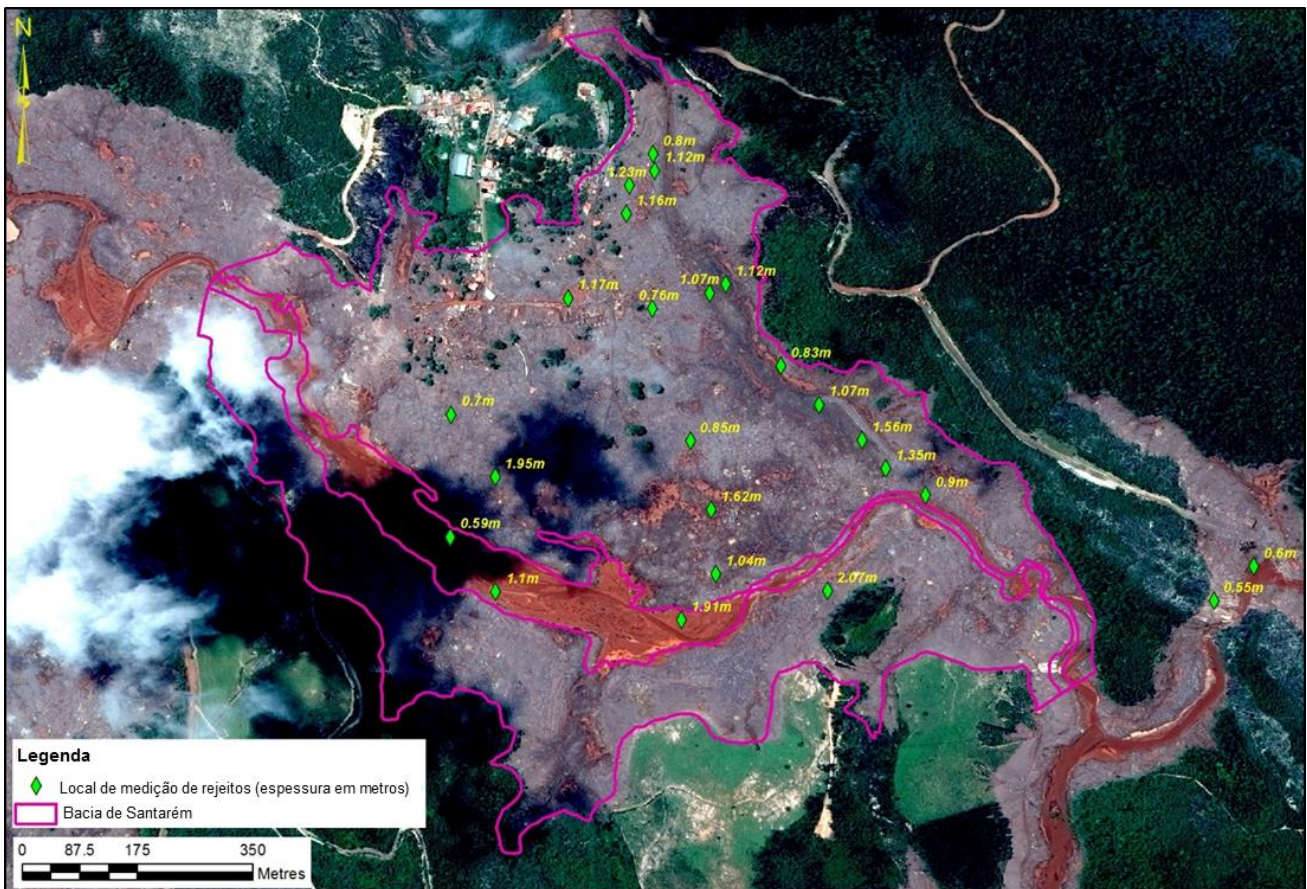 N
0.8m
1.12m
1.23m
1.16m
1.12m
1.07m
1.17m
0.76m
0.83m
1.07m
0.7m
0.85m
1.56m
1.35m
1.95m
0.9m
1.62m
0.59m
1.04m
0.6m
1.1m
2.07m
0.55m
1.91m
Legenda
Local de medição de rejeitos (espessura em metros)
Bacia de Santarém
0 87.5 175 350
Metres